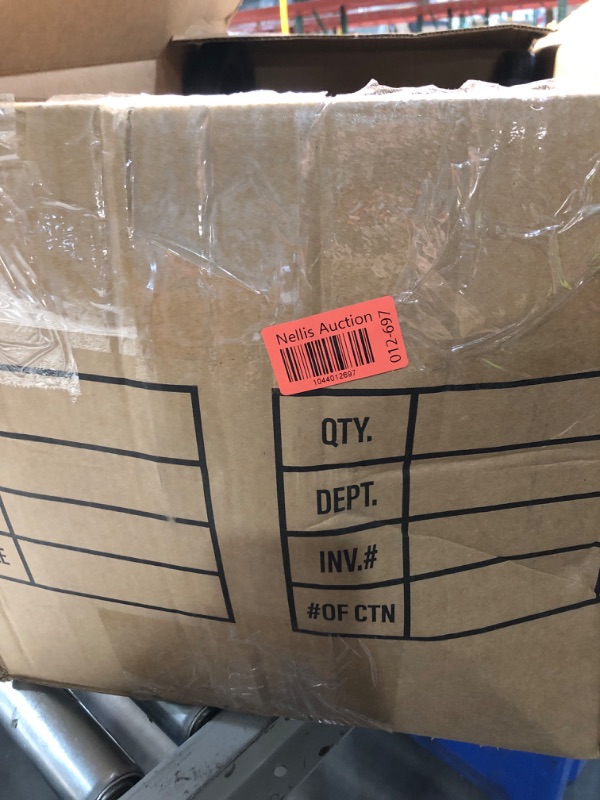 Nellis Auction
012-697
1044012697
QTY.
DEPT.
INV.#
#OF CTN
E